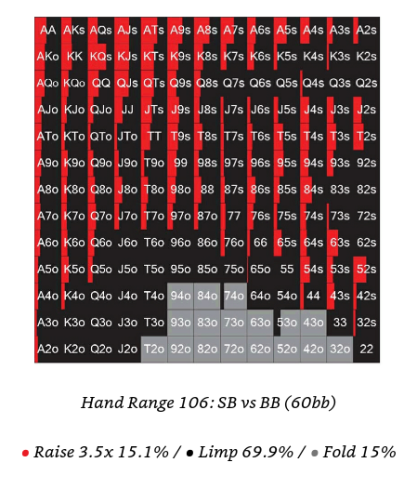 AA AKs AQs AJs ATs K9s A8s A7s A6s A5s A4s A3s A2s
AKo KK KQs KJs KTs K9s K8s K7s K6s K5s K4s K3s K2s
AQo KQo QQ QJs QTs Q9s Q8s Q7s Q6s Q5s Q4s Q3s Q2s
AJo KJo QJo JJ JTs J9s J8s J7s J6s J5s J4s J3s J2s
ATo KTo QTo JTo TT T9s T8s T7s T6s T5s T4s T3s T2s
A9o K9o Q9o J9o T9o 99 98s 97s 96s 95s 94s 93s 92s
A8o K8o Q8o J8o T8o 98o 88 87s 86s 85s 84s 83s 82s
A7o K7o Q7o J7o T7o 97o 87o 77 76s 75s 74s 73s 72s
A6o K6o Q6o J6o T6o 96o 86o 76o 66 65s 64s 63s 62s
A5o K5o Q5o J5o T5o 95o 85o 75o 65o 55 54s 53s 52s
A4o K4o Q4o J4o T4o 94o 84o 74o 64o 54o 44 43s 42s
A3o K3o Q3o J3o T3o 93o 83o 73o 63o 53o 43o 33 32s
A2o K2o Q2o J2o T2o 92o 82o 72o 62o 52o 42o 32o 22
Hand Range 106: SB vs BB (60bb)
• Raise 3.5x 15.1% / • Limp 69.9% / • Fold 15%